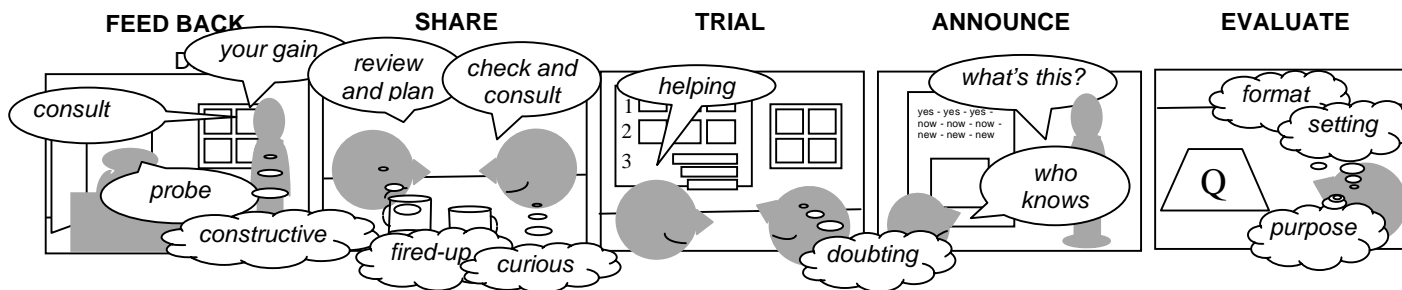 FEED BACK
D
your gain
consult
probe
constructive
SHARE
review
and plan
check and
consult
fired-up
curious
TRIAL
1
2
3
helping
doubting
ANNOUNCE
what's this?
yes - yes - yes -
now - now - now -
new - new - new
who
knows
EVALUATE
format
setting
Q
purpose